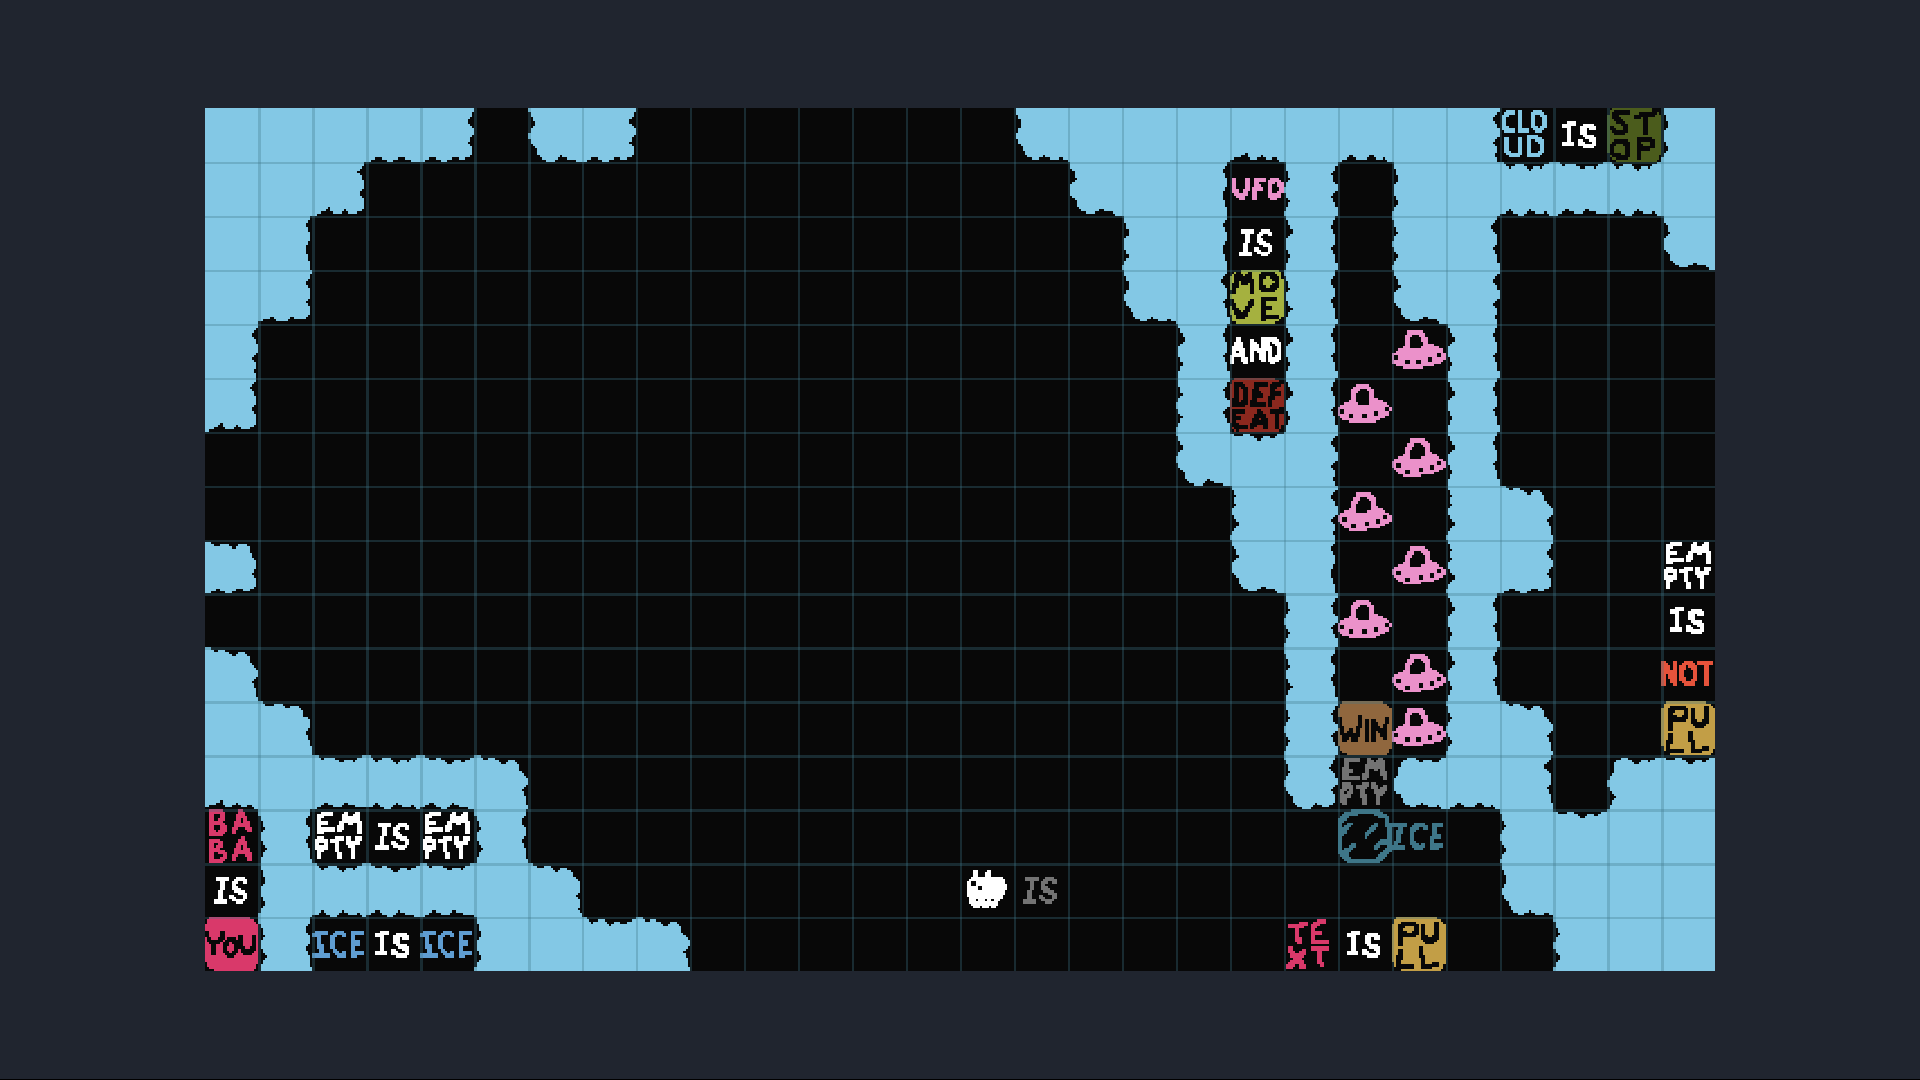 CLOUD IS STOP
UFO
IS
MOVE
AND
DEFEAT
EMPTY
IS
NOT
PULL
WIN
EMPTY
ICE
BABA
IS
YOU
EMPTY IS EMPTY
ICE IS ICE
IS
TEXT IS PULL